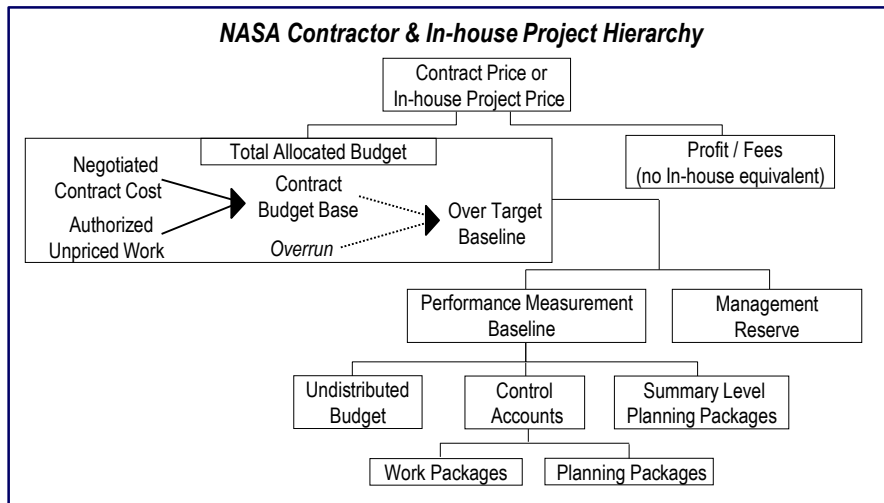 NASA Contractor & In-house Project Hierarchy
Contract Price or
In-house Project Price
Total Allocated Budget
Profit / Fees
(no In-house equivalent)
Negotiated
Contract Cost
Contract
Budget Base
Over Target
Baseline
Authorized
Unpriced Work
Overrun
Performance Measurement
Baseline
Management
Reserve
Undistributed
Budget
Control
Accounts
Summary Level
Planning Packages
Work Packages
Planning Packages